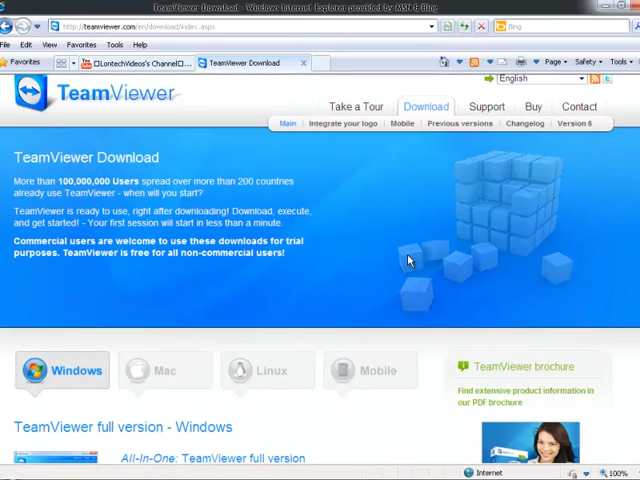 TeamViewer Download - Windows Internet Explorer provided by MSN & Bing
http://teamviewer.com/en/download/index.aspx
Bing
File Edit View Favorites Tools Help
Favorites
LontechVideos's Channel...
TeamViewer Download
Page
Safety
Tools
English
TeamViewer
Take a Tour
Download
Support
Buy
Contact
Main
Integrate your logo
Mobile
Previous versions
Changelog
Version 6
TeamViewer Download
More than 100,000,000 Users spread over more than 200 countries
already use TeamViewer - when will you start?
TeamViewer is ready to use, right after downloading! Download, execute,
and get started! - Your first session will start in less than a minute.
Commercial users are welcome to use these downloads for trial
purposes. TeamViewer is free for all non-commercial users!
Windows
Mac
Linux
Mobile
TeamViewer brochure
Find extensive product information in
our PDF brochure
TeamViewer full version - Windows
All-In-One: TeamViewer full version
Internet
100%